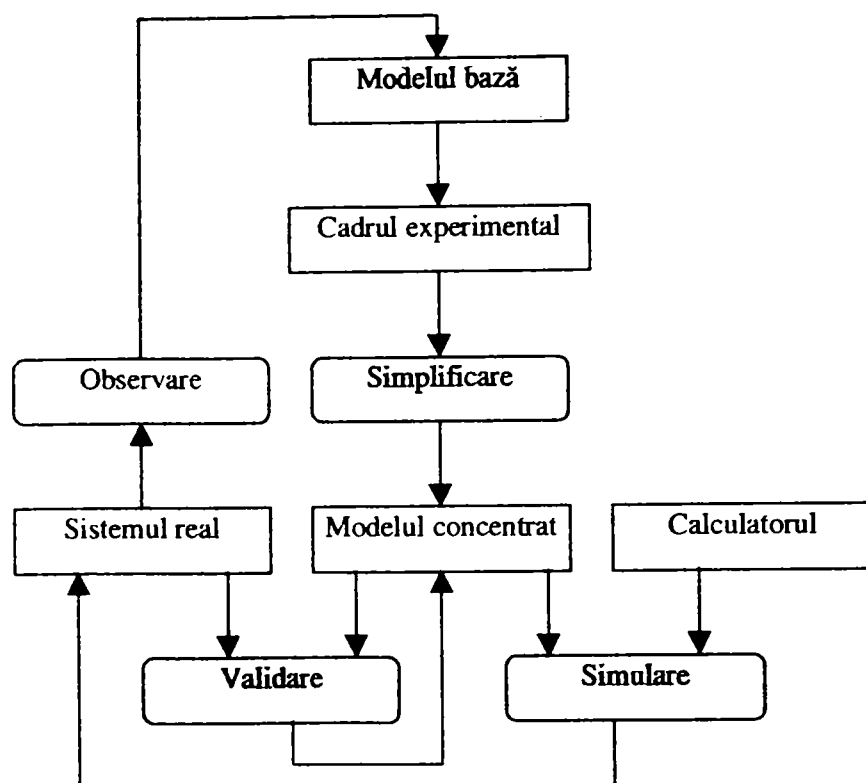 Modelul bază
Cadrul experimental
Observare
Simplificare
Sistemul real
Modelul concentrat
Calculatorul
Validare
Simulare